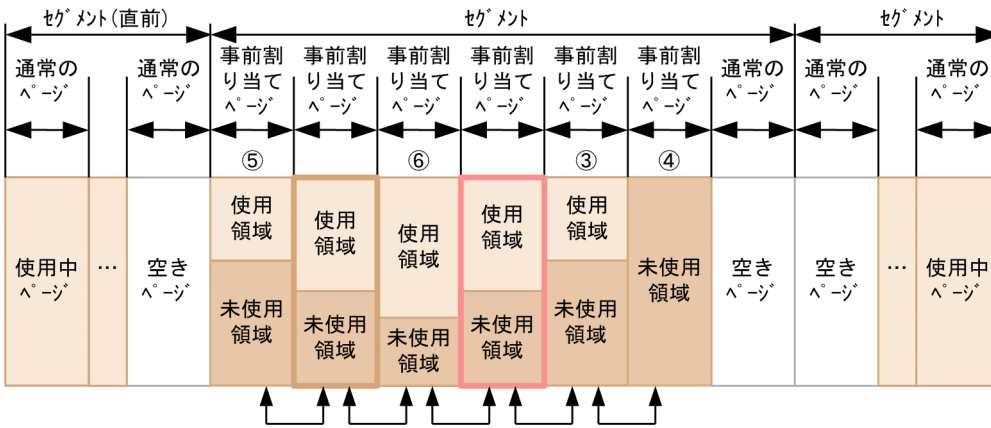 セグメント(直前)
セグメント
セグメント
通常の
ページ
通常の
ページ
事前割
り当て
ページ
事前割
り当て
ページ
事前割
り当て
ページ
事前割
り当て
ページ
事前割
り当て
ページ
事前割
り当て
ページ
通常の
ページ
通常の
ページ
通常の
ページ
⑤
⑥
③
④
使用中
ページ
…
空き
ページ
使用
領域
未使用
領域
使用
領域
未使用
領域
使用
領域
未使用
領域
使用
領域
未使用
領域
使用
領域
未使用
領域
未使用
領域
空き
ページ
空き
ページ
…
使用中
ページ